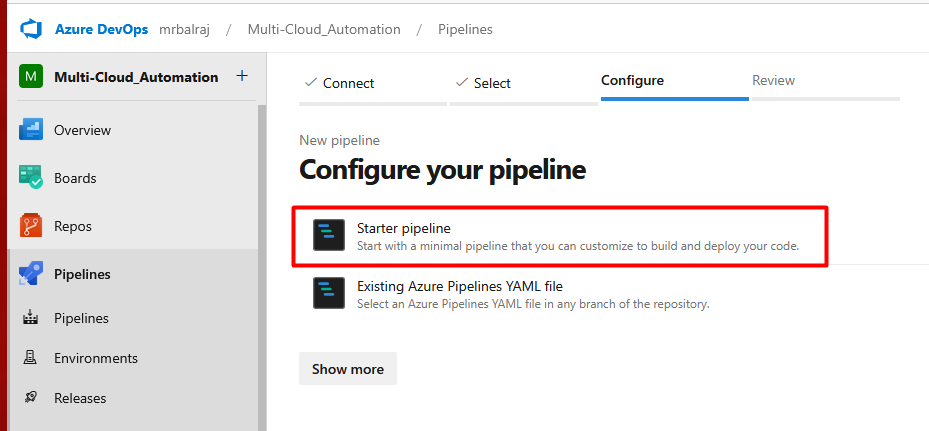 Azure DevOps mrbalraj / Multi-Cloud_Automation / Pipelines
M Multi-Cloud_Automation +
Overview
Boards
Repos
Pipelines
Pipelines
Environments
Releases
Connect Select Configure Review
New pipeline
Configure your pipeline
Starter pipeline
Start with a minimal pipeline that you can customize to build and deploy your code.
Existing Azure Pipelines YAML file
Select an Azure Pipelines YAML file in any branch of the repository.
Show more